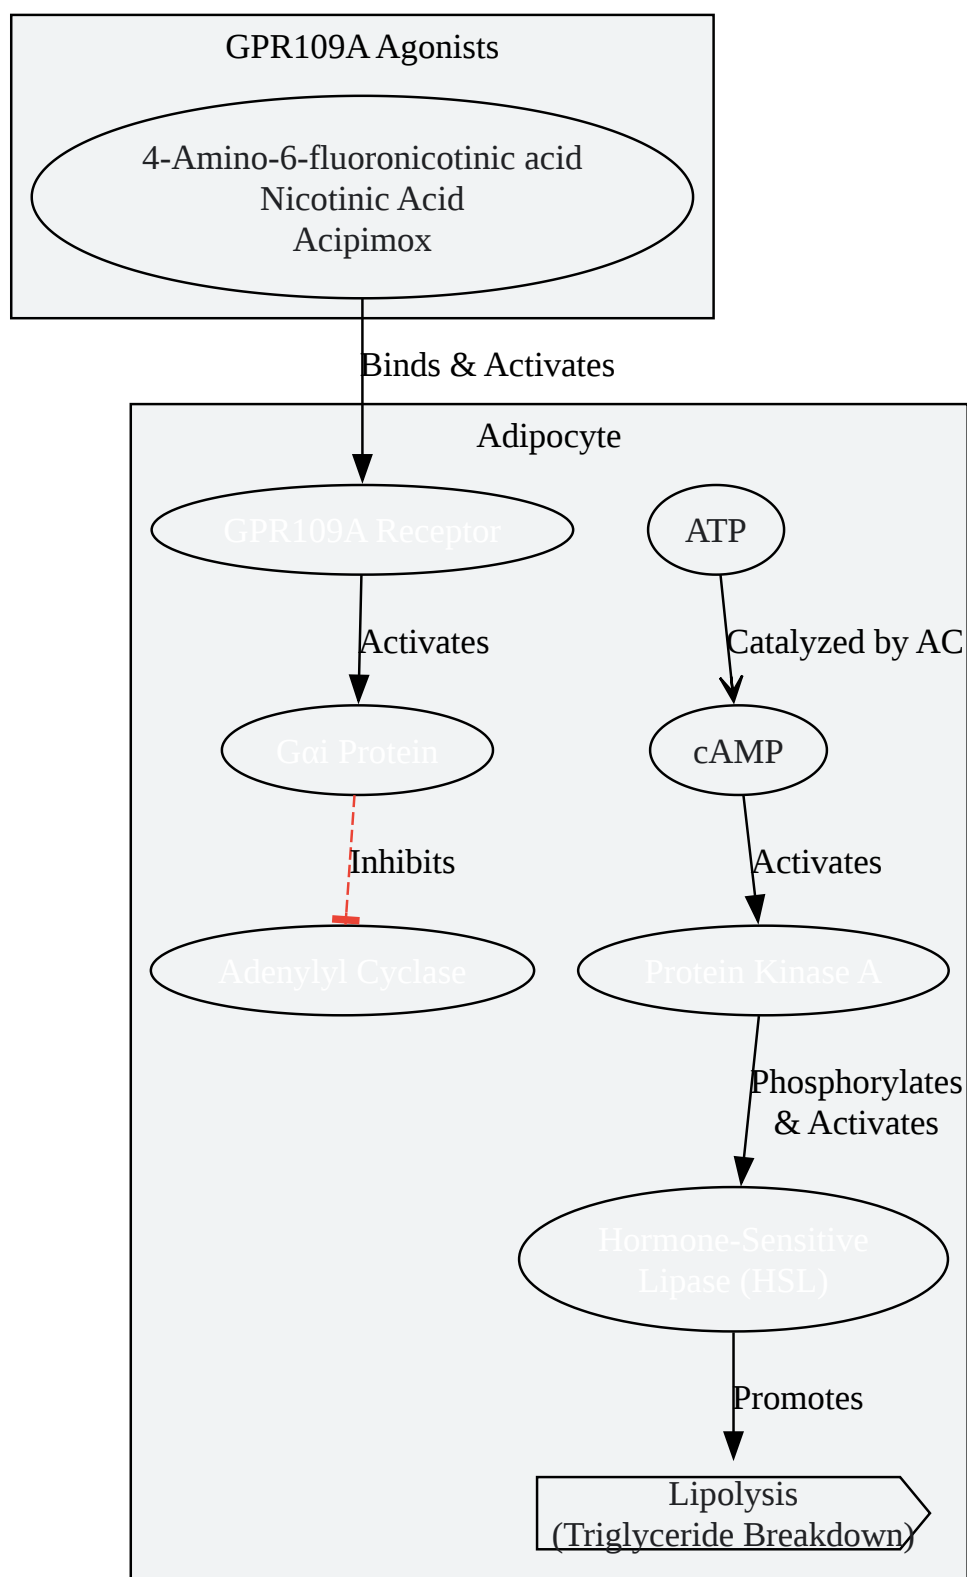 GPR109A Agonists
4-Amino-6-fluoronicotinic acid
Nicotinic Acid
Acipimox
Binds & Activates
Adipocyte
GPR109A Receptor
ATP
Activates
Catalyzed by AC
Gαi Protein
cAMP
Inhibits
Activates
Adenylyl Cyclase
Protein Kinase A
Phosphorylates
& Activates
Hormone-Sensitive
Lipase (HSL)
Promotes
Lipolysis
(Triglyceride Breakdown)